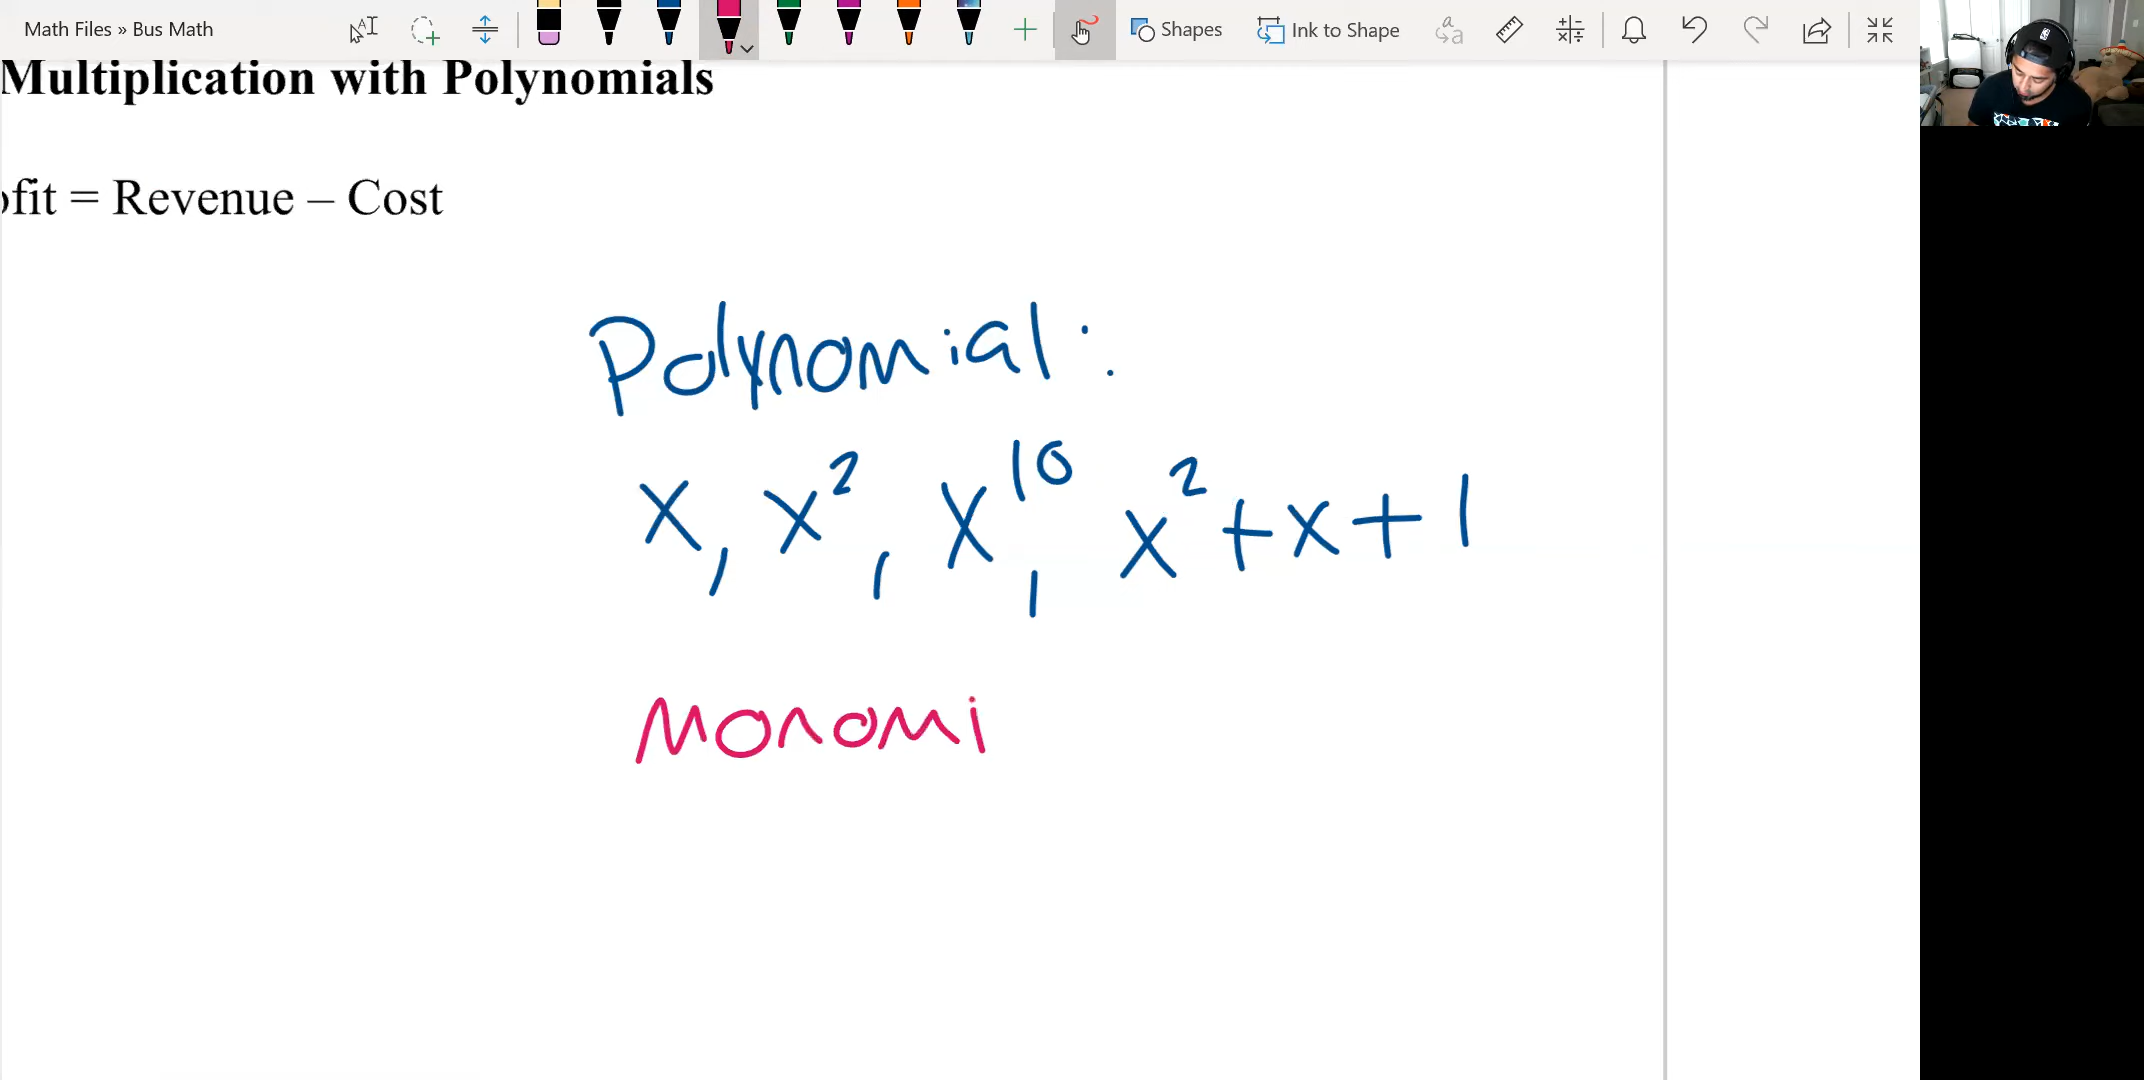 Math Files » Bus Math
Shapes
Ink to Shape
Multiplication with Polynomials
ofit = Revenue – Cost
Polynomial:
x, x², x¹⁰, x²+x+1
Monomi